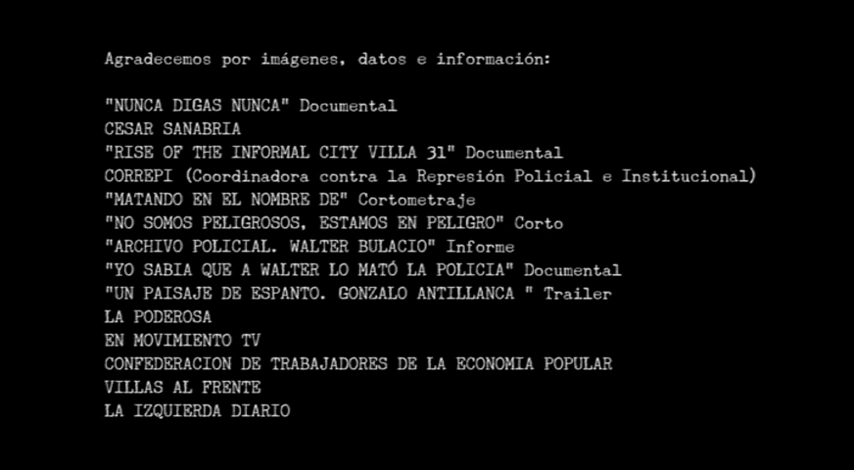 Agradecemos por imágenes, datos e información:
"NUNCA DIGAS NUNCA" Documental
CESAR SANABRIA
"RISE OF THE INFORMAL CITY VILLA 31" Documental
CORREPI (Coordinadora contra la Represión Policial e Institucional)
"MATANDO EN EL NOMBRE DE" Cortometraje
"NO SOMOS PELIGROSOS, ESTAMOS EN PELIGRO" Corto
"ARCHIVO POLICIAL. WALTER BULACIO" Informe
"YO SABIA QUE A WALTER LO MATÓ LA POLICIA" Documental
"UN PAISAJE DE ESPANTO. GONZALO ANTILLANCA " Trailer
LA PODEROSA
EN MOVIMIENTO TV
CONFEDERACION DE TRABAJADORES DE LA ECONOMIA POPULAR
VILLAS AL FRENTE
LA IZQUIERDA DIARIO